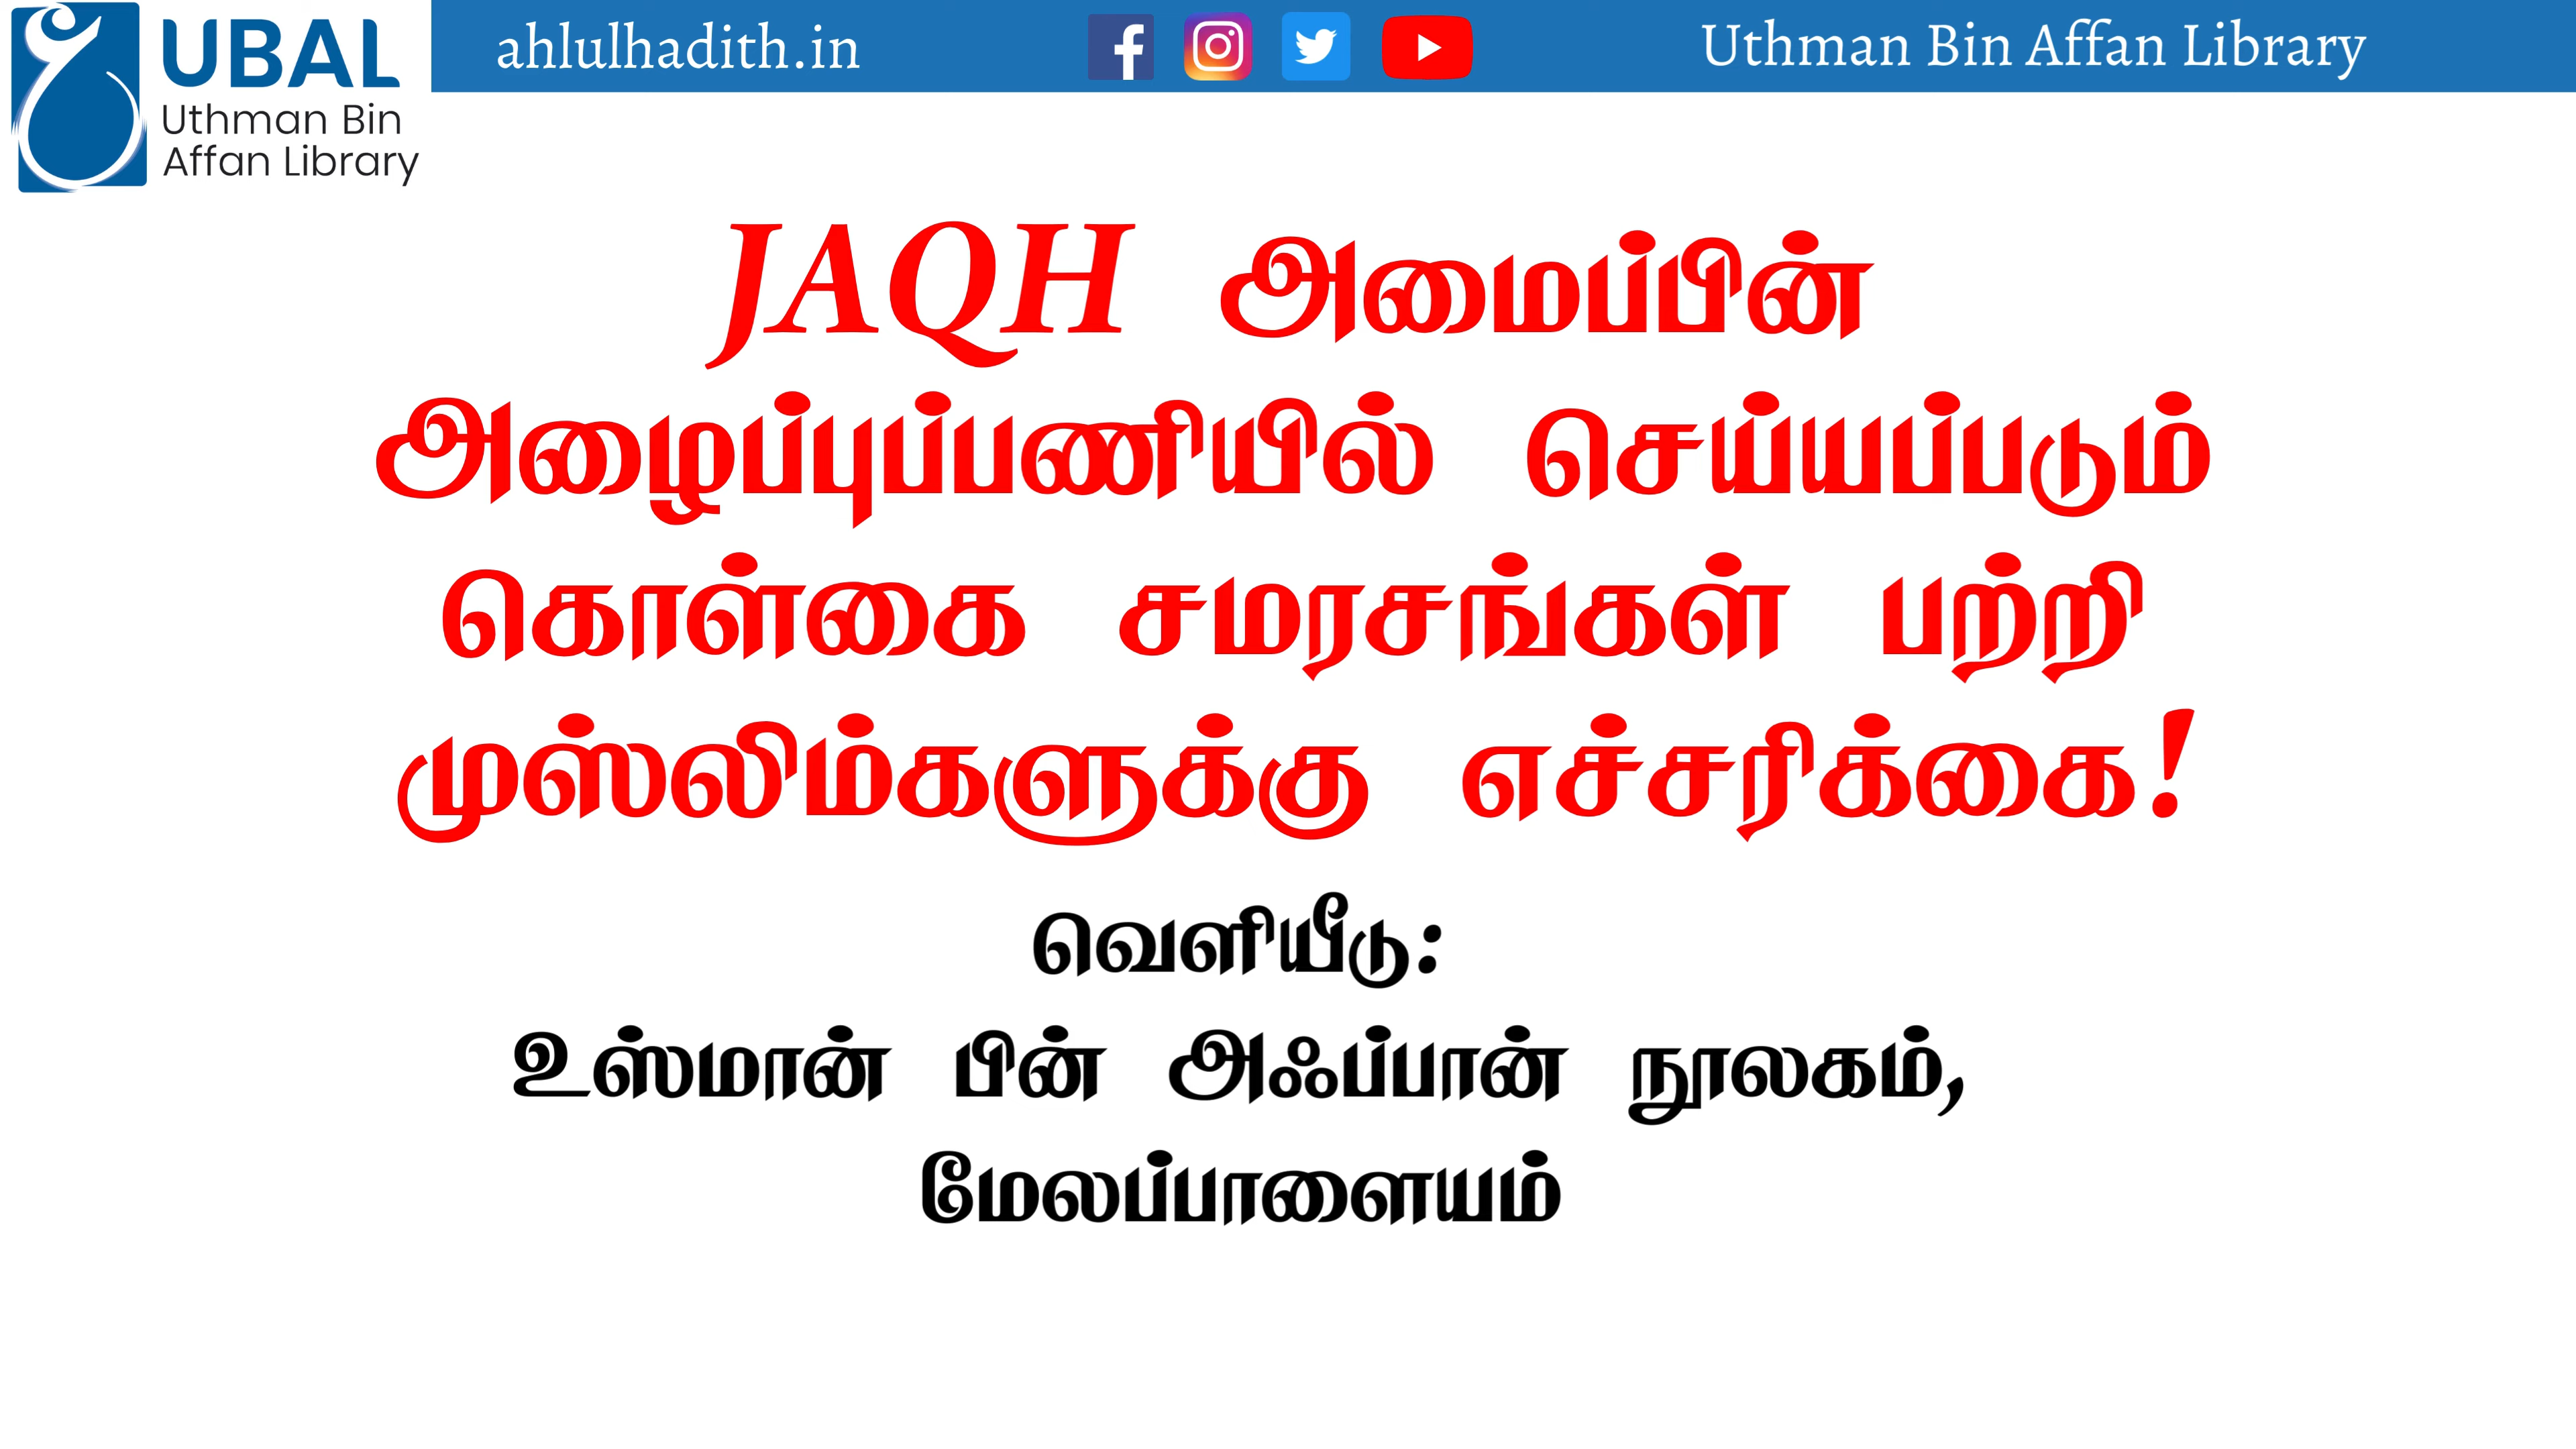 UBAL
Uthman Bin
Affan Library
ahlulhadith.in
Uthman Bin Affan Library
JAQH அமைப்பின்
அழைப்புப்பணியில் செய்யப்படும்
கொள்கை சமரசங்கள் பற்றி
முஸ்லிம்களுக்கு எச்சரிக்கை!
வெளியீடு:
உஸ்மான் பின் அஃப்பான் நூலகம்,
மேலப்பாளையம்